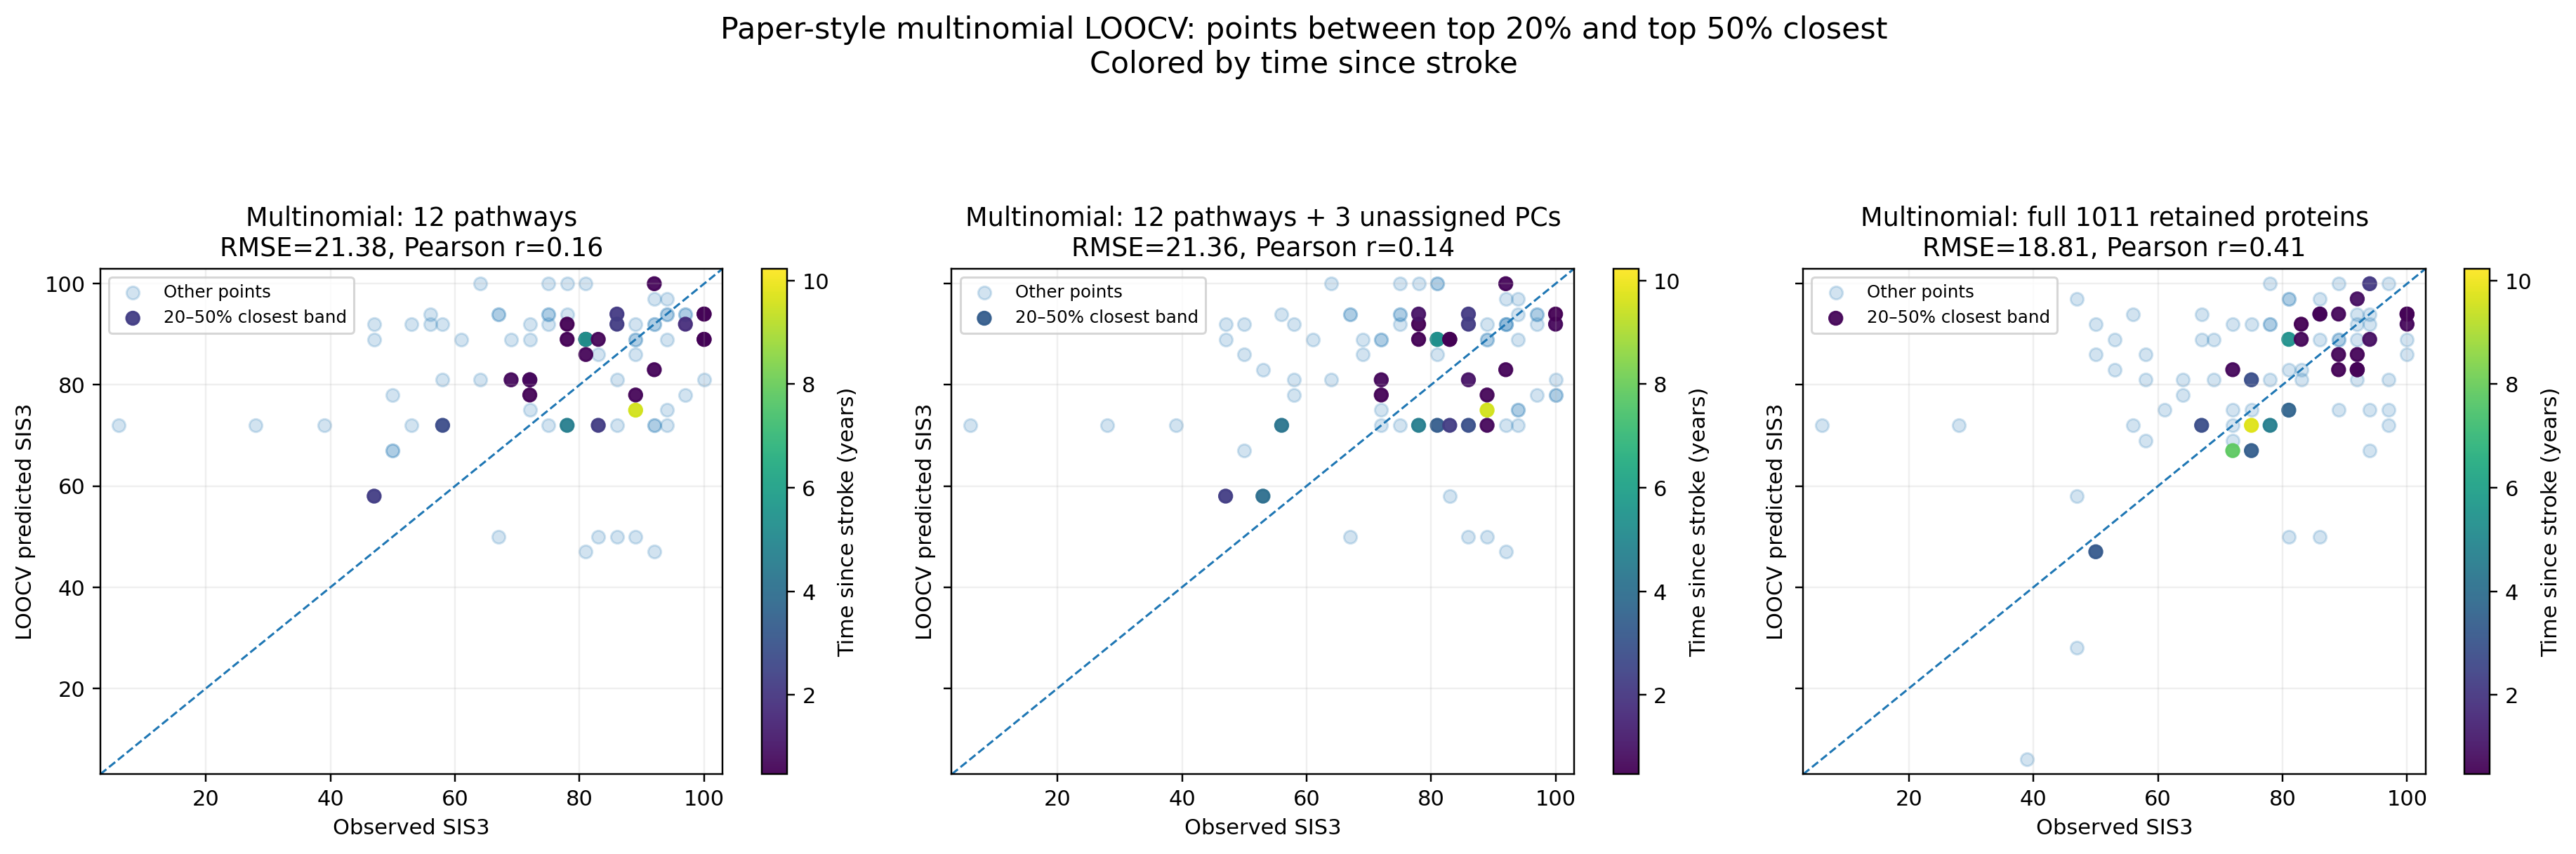 Paper-style multinomial LOOCV: points between top 20% and top 50% closest
Colored by time since stroke
Multinomial: 12 pathways
RMSE=21.38, Pearson r=0.16
Other points
20–50% closest band
100
80
60
40
20
LOOCV predicted SIS3
20 40 60 80 100
Observed SIS3
10
8
6
4
2
Time since stroke (years)
Multinomial: 12 pathways + 3 unassigned PCs
RMSE=21.36, Pearson r=0.14
Other points
20–50% closest band
LOOCV predicted SIS3
20 40 60 80 100
Observed SIS3
10
8
6
4
2
Time since stroke (years)
Multinomial: full 1011 retained proteins
RMSE=18.81, Pearson r=0.41
Other points
20–50% closest band
LOOCV predicted SIS3
20 40 60 80 100
Observed SIS3
10
8
6
4
2
Time since stroke (years)